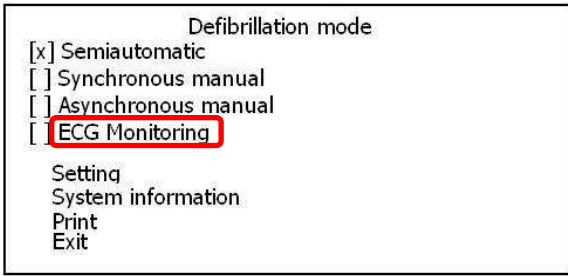 Defibrillation mode
[x] Semiautomatic
[ ] Synchronous manual
[ ] Asynchronous manual
[ ] ECG Monitoring
Setting
System information
Print
Exit